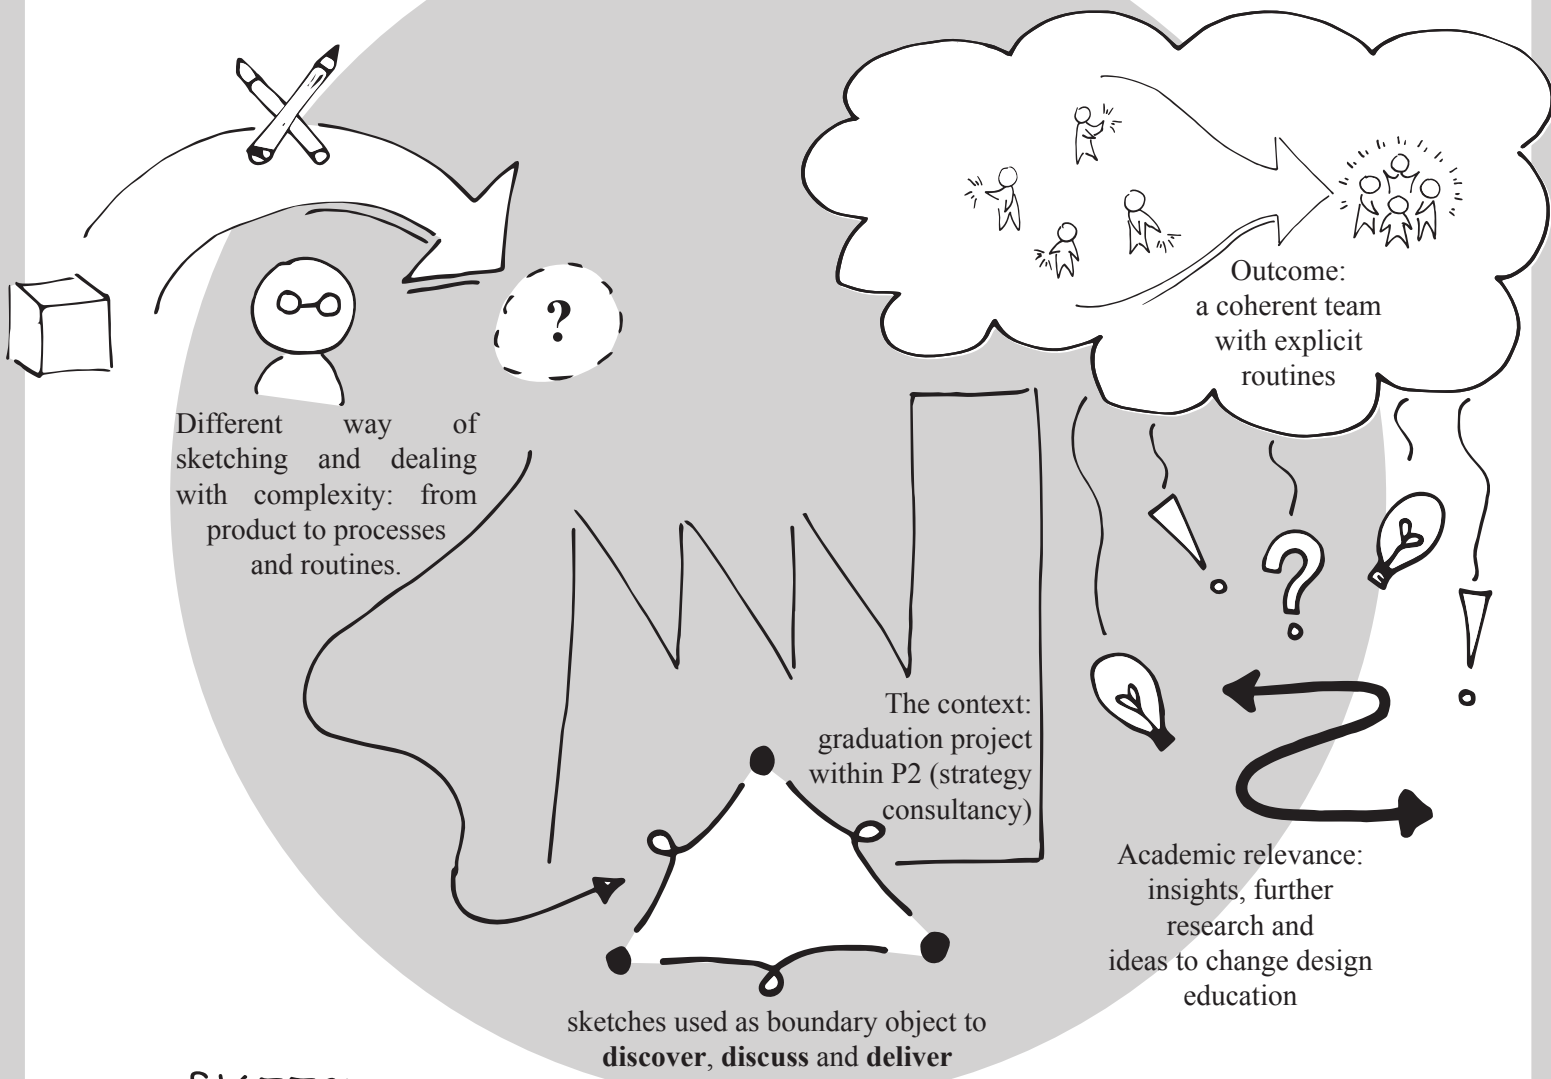 ?
Outcome:
a coherent team
with explicit
routines
Different way of
sketching and dealing
with complexity: from
product to processes
and routines.
The context:
graduation project
within P2 (strategy
consultancy)
Academic relevance:
insights, further
research and
ideas to change design
education
sketches used as boundary object to
discover, discuss and deliver